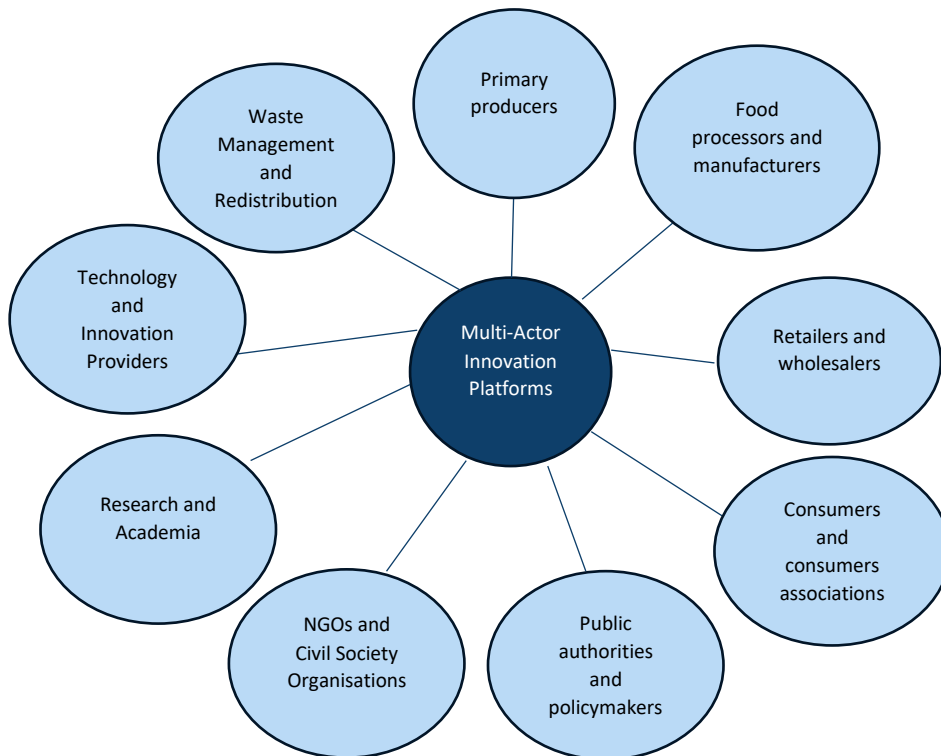 Primary
producers
Food
processors and
manufacturers
Retailers and
wholesalers
Consumers
and
consumers
associations
Public
authorities
and
policymakers
NGOs and
Civil Society
Organisations
Research and
Academia
Technology
and
Innovation
Providers
Waste
Management
and
Redistribution
Multi-Actor
Innovation
Platforms